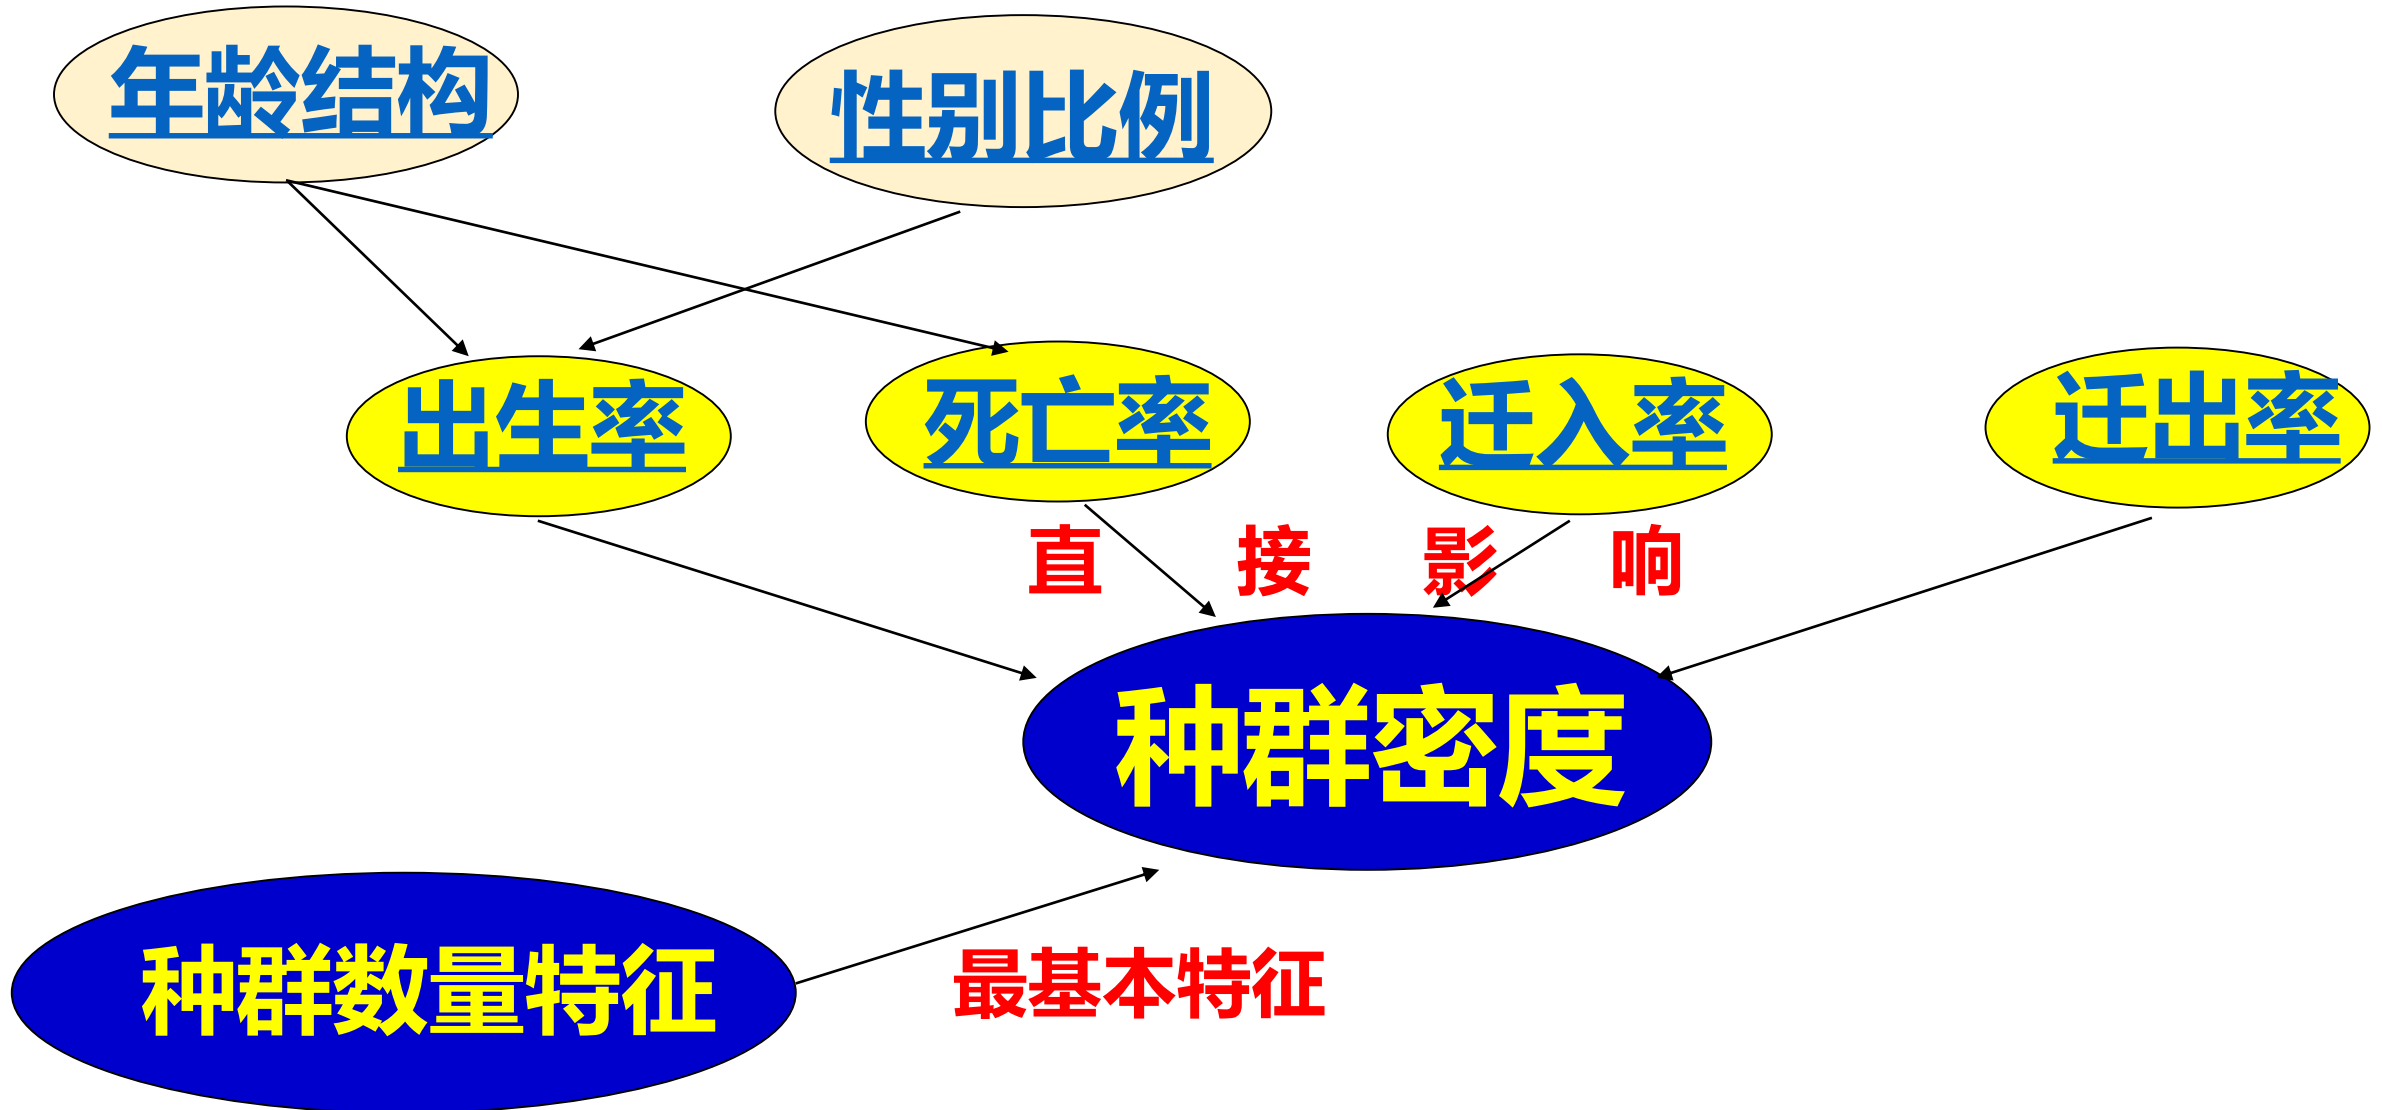 年龄结构
性别比例
出生率
死亡率
迁入率
迁出率
直 接 影 响
种群密度
种群数量特征
最基本特征